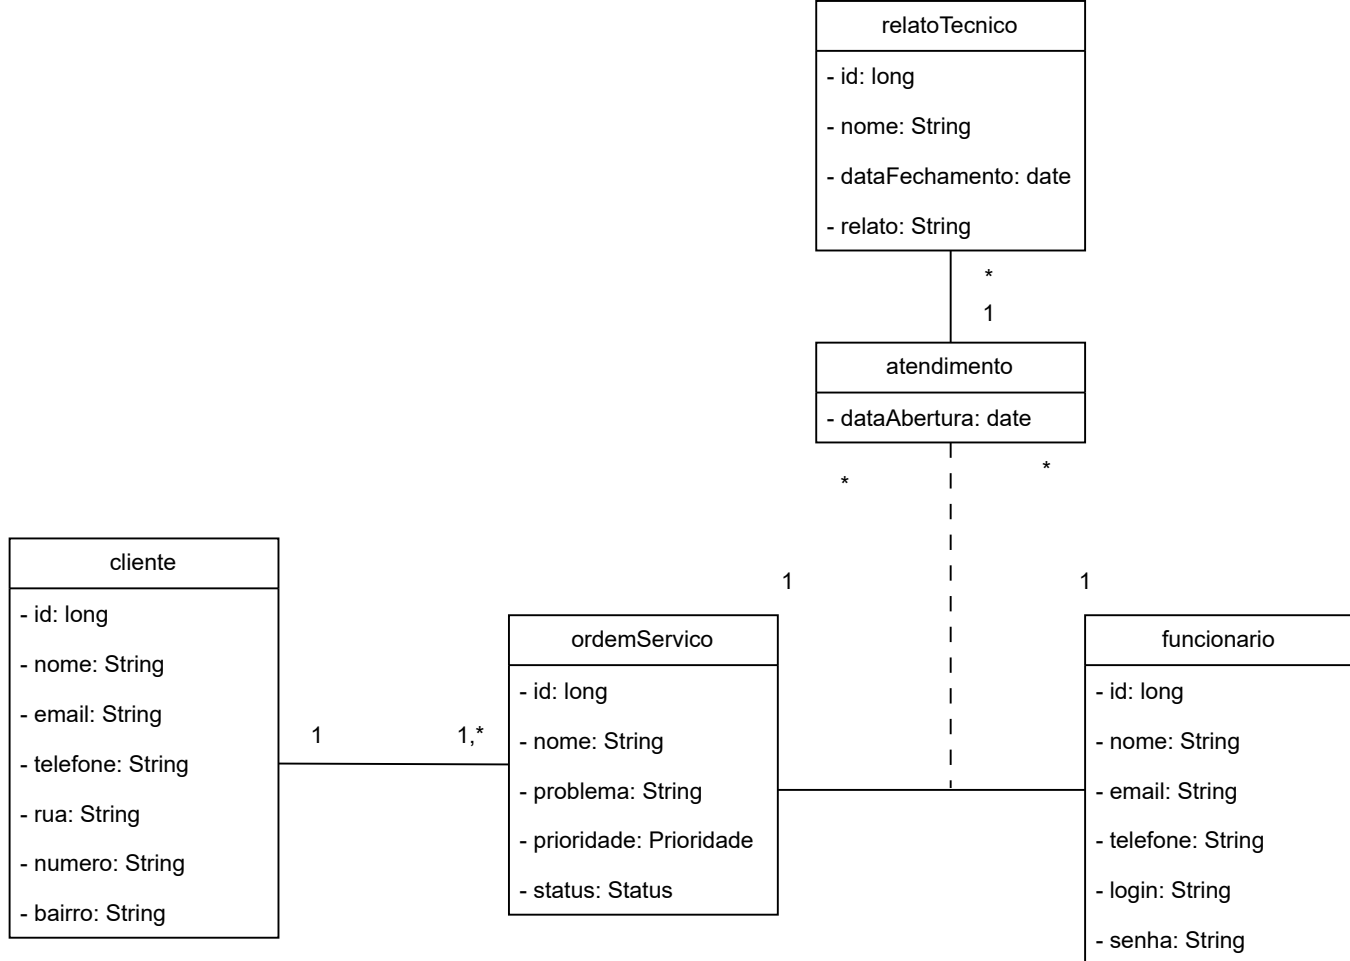 relatoTecnico
- id: long
- nome: String
- dataFechamento: date
- relato: String
*
1
atendimento
- dataAbertura: date
*
*
cliente
- id: long
- nome: String
- email: String
- telefone: String
- rua: String
- numero: String
- bairro: String
1
1,*
1
1
ordemServico
- id: long
- nome: String
- problema: String
- prioridade: Prioridade
- status: Status
funcionario
- id: long
- nome: String
- email: String
- telefone: String
- login: String
- senha: String